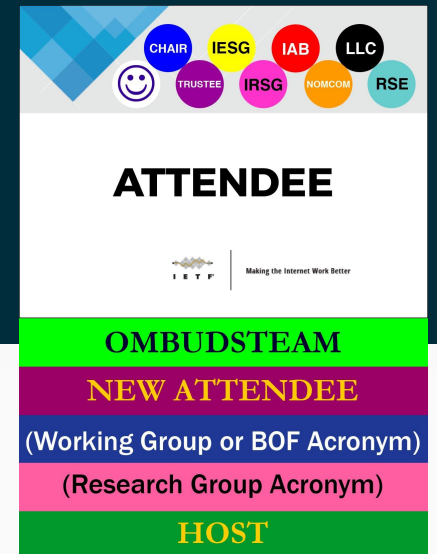 CHAIR IESG IAB LLC
TRUSTEE IRSG NOMCOM RSE
ATTENDEE
I E T F
Making the Internet Work Better
OMBUDSTEAM
NEW ATTENDEE
(Working Group or BOF Acronym)
(Research Group Acronym)
HOST